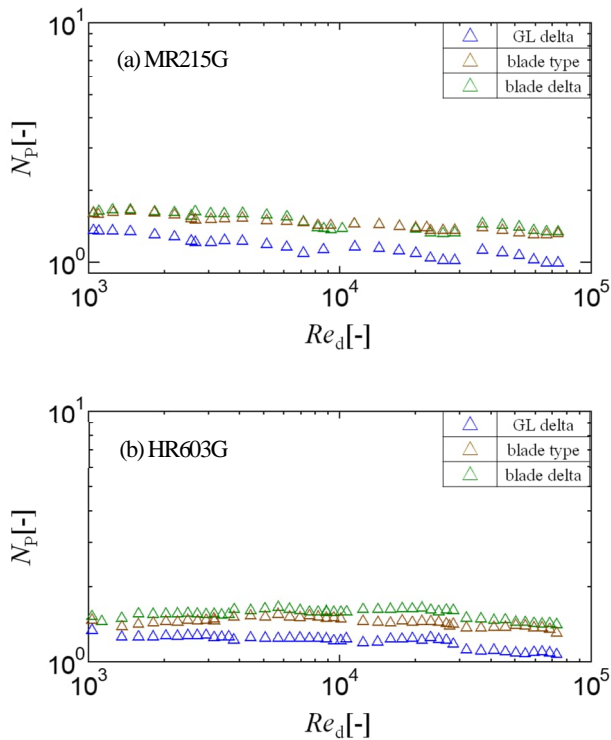 10^1
(a) MR215G
GL delta
blade type
blade delta
N_P[-]
10^0
10^3
10^4
10^5
Re_d[-]
10^1
(b) HR603G
GL delta
blade type
blade delta
N_P[-]
10^0
10^3
10^4
10^5
Re_d[-]